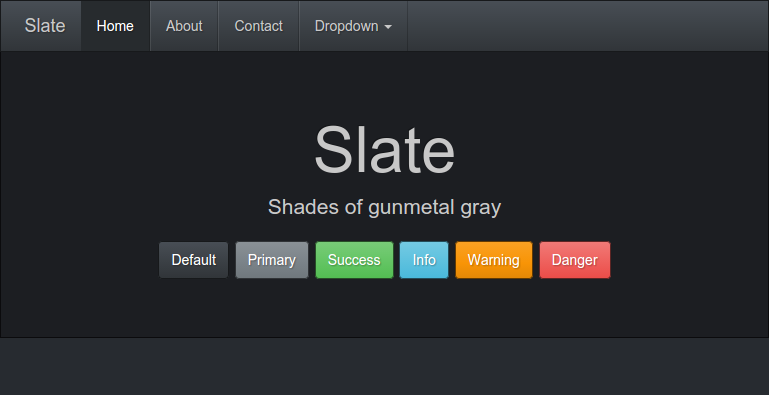 Slate Home About Contact Dropdown
Slate
Shades of gunmetal gray
Default Primary Success Info Warning Danger